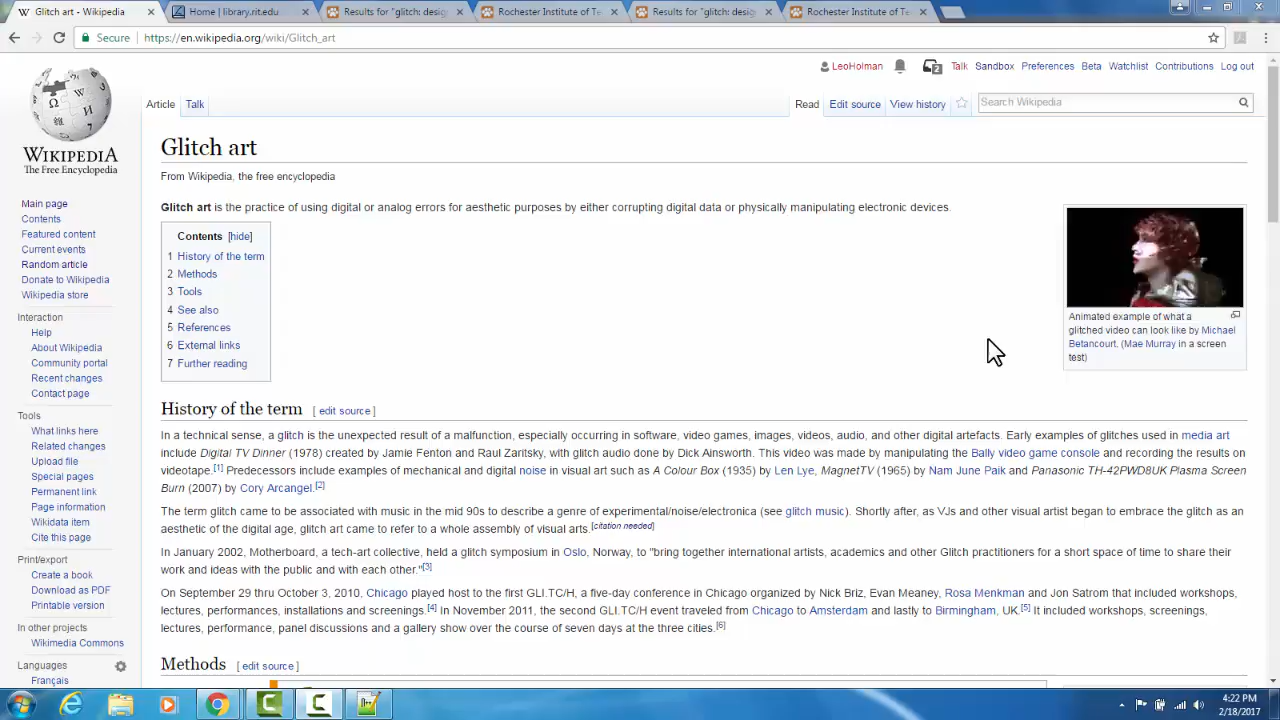 Glitch art - Wikipedia
Home | library.rit.edu
Results for "glitch: desig
Rochester Institute of Te
Results for "glitch: desig
Rochester Institute of Te
Secure https://en.wikipedia.org/wiki/Glitch_art
LeoHolman 2 Talk Sandbox Preferences Beta Watchlist Contributions Log out
Article Talk Read Edit source View history Search Wikipedia
WIKIPEDIA
The Free Encyclopedia
Main page
Contents
Featured content
Current events
Random article
Donate to Wikipedia
Wikipedia store
Interaction
Help
About Wikipedia
Community portal
Recent changes
Contact page
Tools
What links here
Related changes
Upload file
Special pages
Permanent link
Page information
Wikidata item
Cite this page
Print/export
Create a book
Download as PDF
Printable version
In other projects
Wikimedia Commons
Languages
Français
Glitch art
From Wikipedia, the free encyclopedia
Glitch art is the practice of using digital or analog errors for aesthetic purposes by either corrupting digital data or physically manipulating electronic devices.
Contents [hide]
1 History of the term
2 Methods
3 Tools
4 See also
5 References
6 External links
7 Further reading
Animated example of what a
glitched video can look like by Michael
Betancourt. (Mae Murray in a screen
test)
History of the term [ edit source ]
In a technical sense, a glitch is the unexpected result of a malfunction, especially occurring in software, video games, images, videos, audio, and other digital artefacts. Early examples of glitches used in media art
include Digital TV Dinner (1978) created by Jamie Fenton and Raul Zaritsky, with glitch audio done by Dick Ainsworth. This video was made by manipulating the Bally video game console and recording the results on
videotape.[1] Predecessors include examples of mechanical and digital noise in visual art such as A Colour Box (1935) by Len Lye, MagnetTV (1965) by Nam June Paik and Panasonic TH-42PWD8UK Plasma Screen
Burn (2007) by Cory Arcangel.[2]
The term glitch came to be associated with music in the mid 90s to describe a genre of experimental/noise/electronica (see glitch music). Shortly after, as VJs and other visual artist began to embrace the glitch as an
aesthetic of the digital age, glitch art came to refer to a whole assembly of visual arts.[citation needed]
In January 2002, Motherboard, a tech-art collective, held a glitch symposium in Oslo, Norway, to "bring together international artists, academics and other Glitch practitioners for a short space of time to share their
work and ideas with the public and with each other."[3]
On September 29 thru October 3, 2010, Chicago played host to the first GLI.TC/H, a five-day conference in Chicago organized by Nick Briz, Evan Meaney, Rosa Menkman and Jon Satrom that included workshops,
lectures, performances, installations and screenings.[4] In November 2011, the second GLI.TC/H event traveled from Chicago to Amsterdam and lastly to Birmingham, UK.[5] It included workshops, screenings,
lectures, performance, panel discussions and a gallery show over the course of seven days at the three cities.[6]
Methods [ edit source ]
4:22 PM
2/18/2017